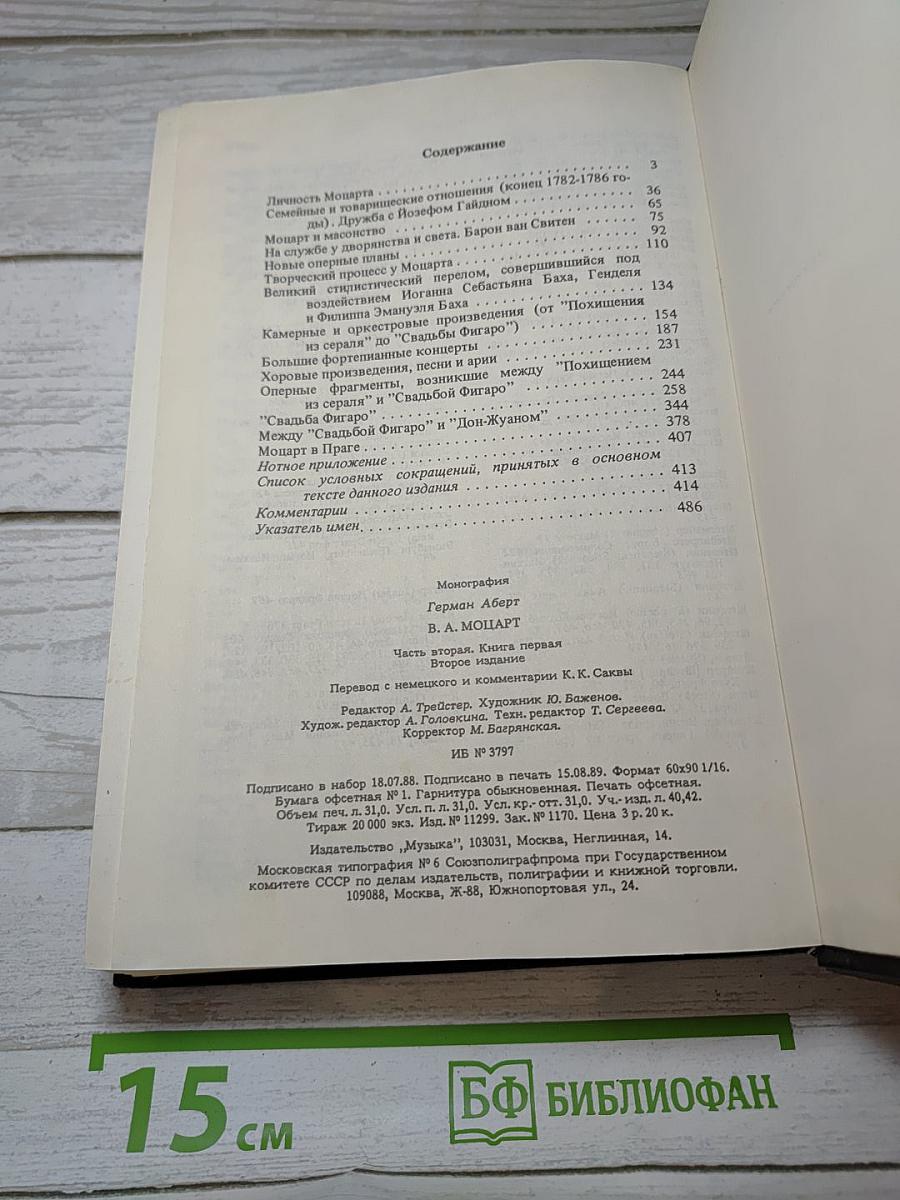 Содержание
Личность Моцарта . . . . . . . . . . . . . . . . . . . . . . . . . . . . 3
Семейные и товарищеские отношения (конец 1782-1786 го-
ды). Дружба с Йозефом Гайдном . . . . . . . . . . . . . . . 36
Моцарт и масонство . . . . . . . . . . . . . . . . . . . . . . . . . . 65
На службе у дворянства и света. Барон ван Свитен . . . . . . 75
Новые оперные планы . . . . . . . . . . . . . . . . . . . . . . . . . 92
Творческий процесс у Моцарта . . . . . . . . . . . . . . . . . . . 110
Великий стилистический перелом, совершившийся под
воздействием Иоганна Себастьяна Баха, Генделя
и Филиппа Эмануэля Баха . . . . . . . . . . . . . . . . . . . 134
Камерные и оркестровые произведения (от "Похищения
из сераля" до "Свадьбы Фигаро") . . . . . . . . . . . . . . 154
Большие фортепианные концерты . . . . . . . . . . . . . . . . . 187
Хоровые произведения, песни и арии . . . . . . . . . . . . . . . 231
Оперные фрагменты, возникшие между "Похищением
из сераля" и "Свадьбой Фигаро" . . . . . . . . . . . . . . . 244
"Свадьба Фигаро" . . . . . . . . . . . . . . . . . . . . . . . . . . . 258
Между "Свадьбой Фигаро" и "Дон-Жуаном" . . . . . . . . . . 344
Моцарт в Праге . . . . . . . . . . . . . . . . . . . . . . . . . . . . . 378
Нотное приложение . . . . . . . . . . . . . . . . . . . . . . . . . . 407
Список условных сокращений, принятых в основном
тексте данного издания . . . . . . . . . . . . . . . . . . . . . 413
Комментарии . . . . . . . . . . . . . . . . . . . . . . . . . . . . . . 414
Указатель имен. . . . . . . . . . . . . . . . . . . . . . . . . . . . . 486
Монография
Герман Аберт
В. А. МОЦАРТ
Часть вторая. Книга первая
Второе издание
Перевод с немецкого и комментарии К. К. Саквы
Редактор А. Трейстер. Художник Ю. Баженов.
Худож. редактор А. Головкина. Техн. редактор Т. Сергеева.
Корректор М. Багрянская.
ИБ № 3797
Подписано в набор 18.07.88. Подписано в печать 15.08.89. Формат 60х90 1/16.
Бумага офсетная № 1. Гарнитура обыкновенная. Печать офсетная.
Объем печ. л. 31,0. Усл. п. л. 31,0. Усл. кр.- отт. 31,0. Уч.- изд. л. 40,42.
Тираж 20 000 экз. Изд. № 11299. Зак. № 1170. Цена 3 р. 20 к.
Издательство „Музыка", 103031, Москва, Неглинная, 14.
Московская типография № 6 Союзполиграфпрома при Государственном
комитете СССР по делам издательств, полиграфии и книжной торговли.
109088, Москва, Ж-88, Южнопортовая ул., 24.
15 см
БФ БИБЛИОФАН